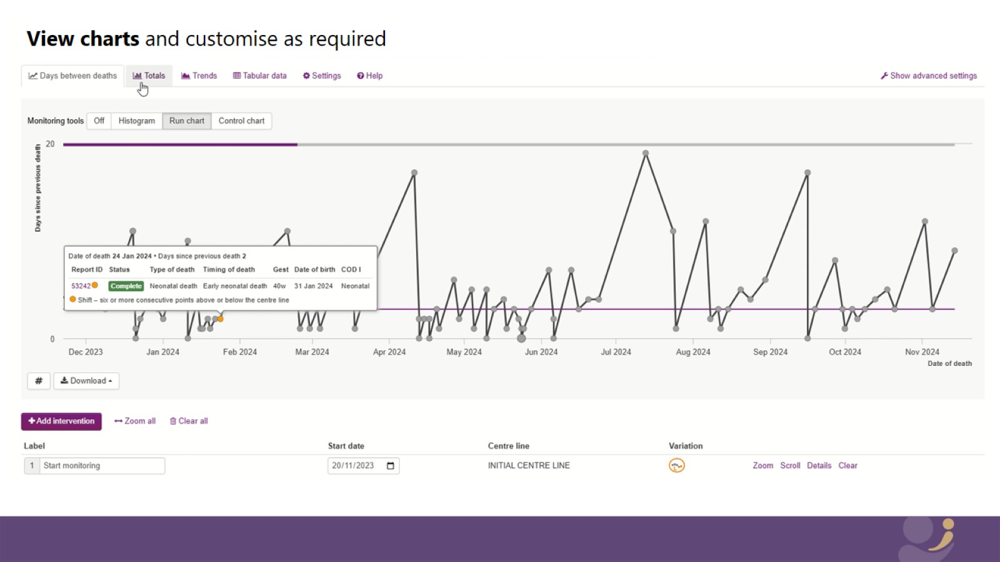 View charts and customise as required
Days between deaths Totals Trends Tabular data Settings Help Show advanced settings
Monitoring tools Off Histogram Run chart Control chart
Days since previous death
20
Date of death 24 Jan 2024 • Days since previous death 2
Report ID Status Type of death Timing of death Gest Date of birth COD I
53242 Complete Neonatal death Early neonatal death 40w 31 Jan 2024 Neonatal
Shift – six or more consecutive points above or below the centre line
0
Dec 2023 Jan 2024 Feb 2024 Mar 2024 Apr 2024 May 2024 Jun 2024 Jul 2024 Aug 2024 Sep 2024 Oct 2024 Nov 2024
Date of death
# Download
Add intervention Zoom all Clear all
Label Start date Centre line Variation
1 Start monitoring 20/11/2023 INITIAL CENTRE LINE Zoom Scroll Details Clear